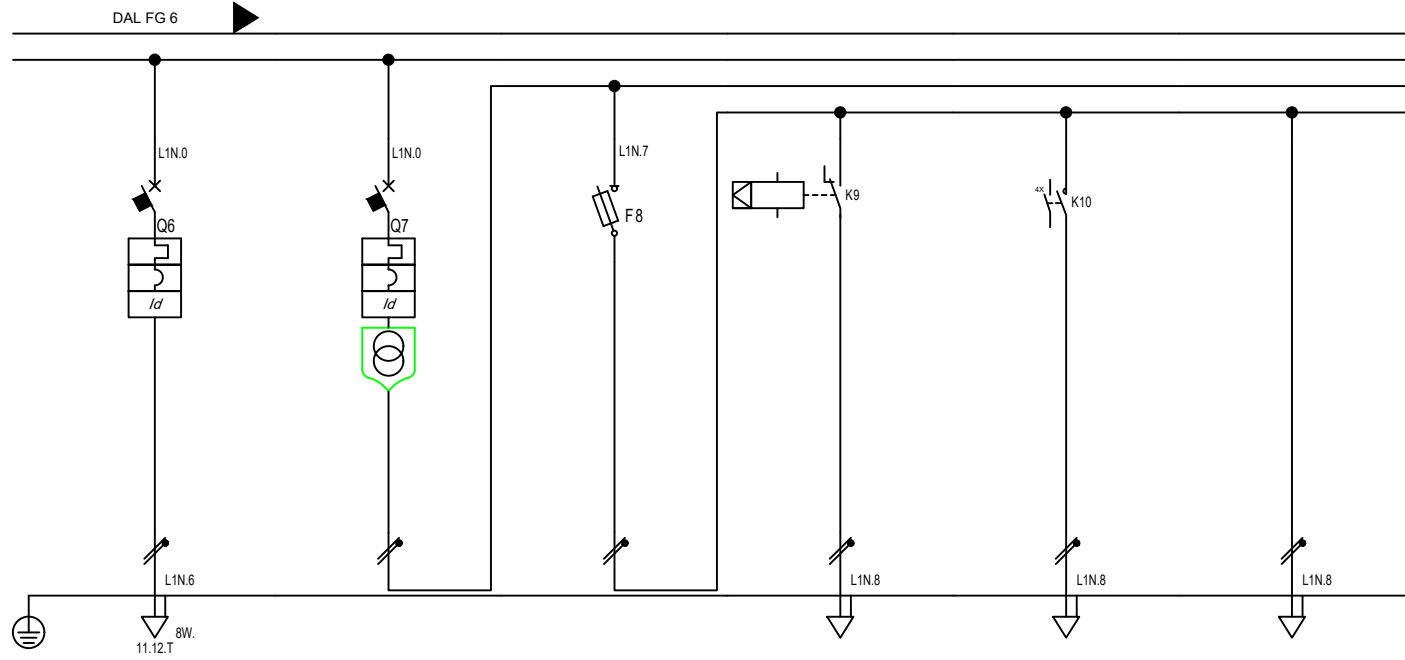 DAL FG 6
L1N.0
L1N.0
L1N.7
Q6
Q7
F8
K9
4X
K10
Id
Id
L1N.6
L1N.8
L1N.8
L1N.8
8W.
11.12.T